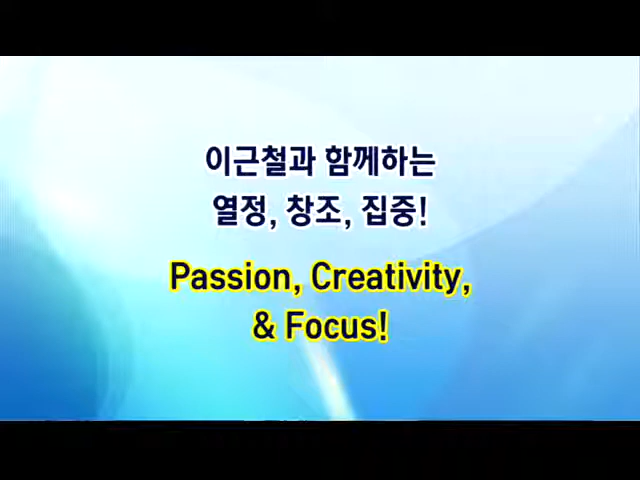 이근철과 함께하는
열정, 창조, 집중!
Passion, Creativity,
& Focus!